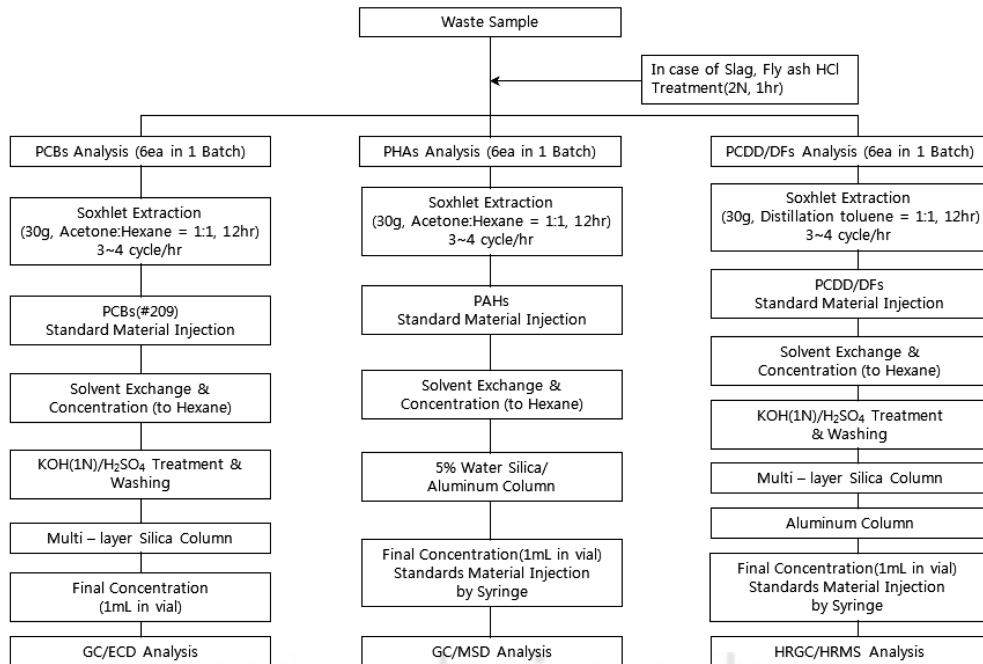 Waste Sample
In case of Slag, Fly ash HCl
Treatment(2N, 1hr)
PCBs Analysis (6ea in 1 Batch)
Soxhlet Extraction
(30g, Acetone:Hexane = 1:1, 12hr)
3~4 cycle/hr
PCBs(#209)
Standard Material Injection
Solvent Exchange &
Concentration (to Hexane)
KOH(1N)/H₂SO₄ Treatment &
Washing
Multi – layer Silica Column
Final Concentration
(1mL in vial)
GC/ECD Analysis
PHAs Analysis (6ea in 1 Batch)
Soxhlet Extraction
(30g, Acetone:Hexane = 1:1, 12hr)
3~4 cycle/hr
PAHs
Standard Material Injection
Solvent Exchange &
Concentration (to Hexane)
5% Water Silica/
Aluminum Column
Final Concentration(1mL in vial)
Standards Material Injection
by Syringe
GC/MSD Analysis
PCDD/DFs Analysis (6ea in 1 Batch)
Soxhlet Extraction
(30g, Distillation toluene = 1:1, 12hr)
3~4 cycle/hr
PCDD/DFs
Standard Material Injection
Solvent Exchange &
Concentration (to Hexane)
KOH(1N)/H₂SO₄ Treatment
& Washing
Multi – layer Silica Column
Aluminum Column
Final Concentration(1mL in vial)
Standards Material Injection
by Syringe
HRGC/HRMS Analysis